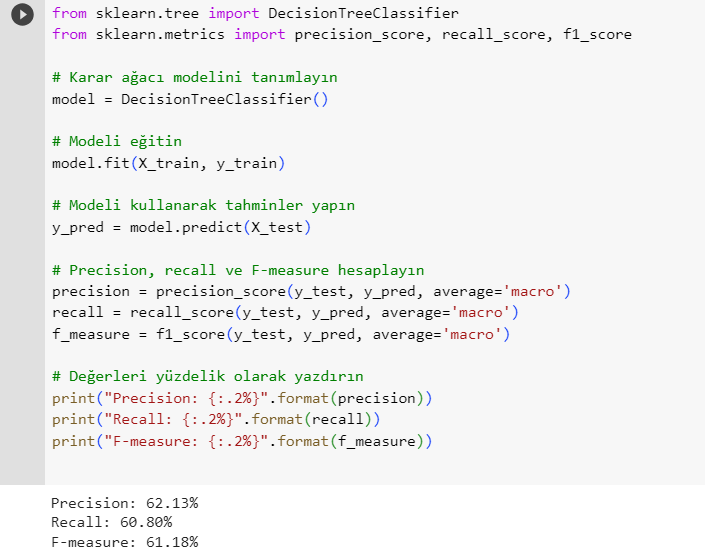 from sklearn.tree import DecisionTreeClassifier
from sklearn.metrics import precision_score, recall_score, f1_score
# Karar ağacı modelini tanımlayın
model = DecisionTreeClassifier()
# Modeli eğitin
model.fit(X_train, y_train)
# Modeli kullanarak tahminler yapın
y_pred = model.predict(X_test)
# Precision, recall ve F-measure hesaplayın
precision = precision_score(y_test, y_pred, average='macro')
recall = recall_score(y_test, y_pred, average='macro')
f_measure = f1_score(y_test, y_pred, average='macro')
# Değerleri yüzdelik olarak yazdırın
print("Precision: {:.2%}".format(precision))
print("Recall: {:.2%}".format(recall))
print("F-measure: {:.2%}".format(f_measure))
Precision: 62.13%
Recall: 60.80%
F-measure: 61.18%